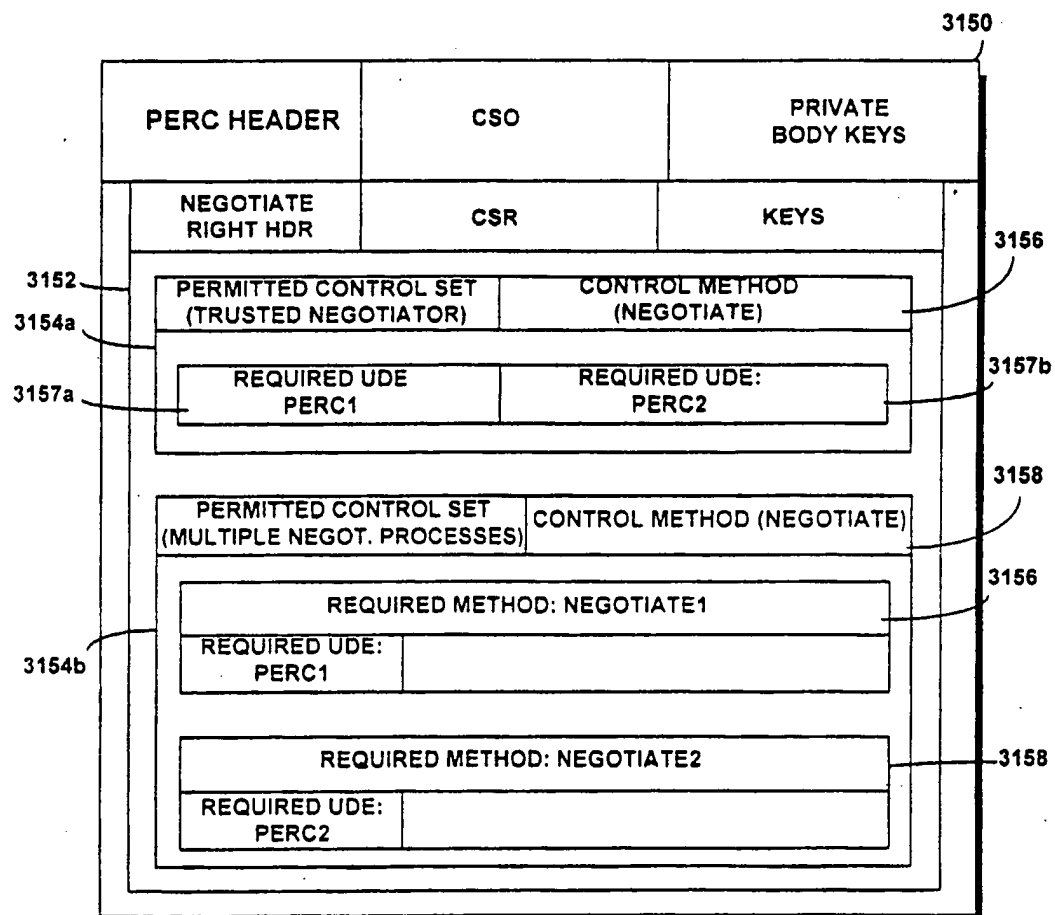 3150
PERC HEADER
CSO
PRIVATE
BODY KEYS
NEGOTIATE
RIGHT HDR
CSR
KEYS
3156
3152
PERMITTED CONTROL SET
(TRUSTED NEGOTIATOR)
CONTROL METHOD
(NEGOTIATE)
3154a
REQUIRED UDE
PERC1
REQUIRED UDE:
PERC2
3157b
3157a
3158
PERMITTED CONTROL SET
(MULTIPLE NEGOT. PROCESSES)
CONTROL METHOD (NEGOTIATE)
3156
REQUIRED METHOD: NEGOTIATE1
REQUIRED UDE:
PERC1
3154b
REQUIRED METHOD: NEGOTIATE2
3158
REQUIRED UDE:
PERC2